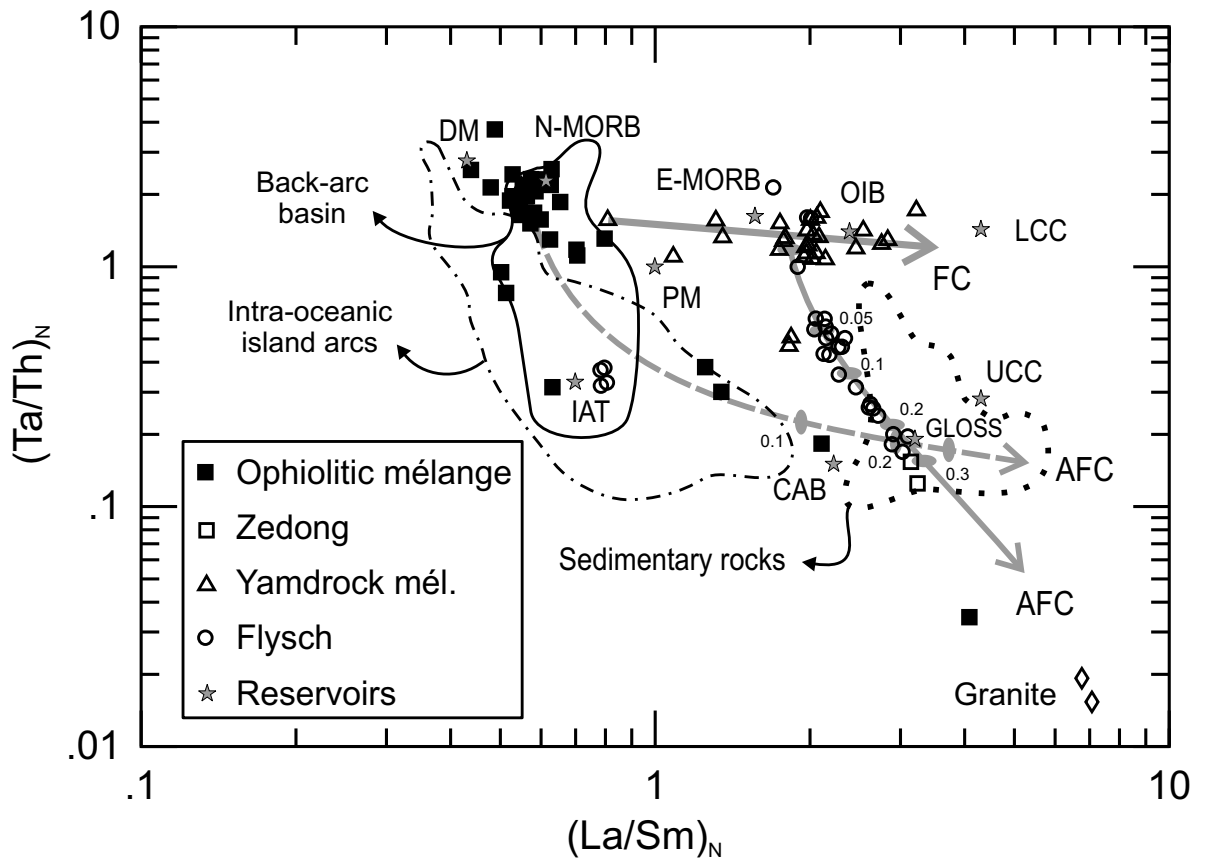 10
DM
N-MORB
E-MORB
OIB
Back-arc
basin
LCC
FC
1
PM
Intra-oceanic
island arcs
0.05
0.1
UCC
IAT
0.2
GLOSS
0.1
0.2
0.3
AFC
CAB
Ophiolitic mélange
Zedong
Yamdrock mél.
Flysch
Reservoirs
.1
Sedimentary rocks
AFC
Granite
.01
.1
1
10
(Ta/Th)N
(La/Sm)N